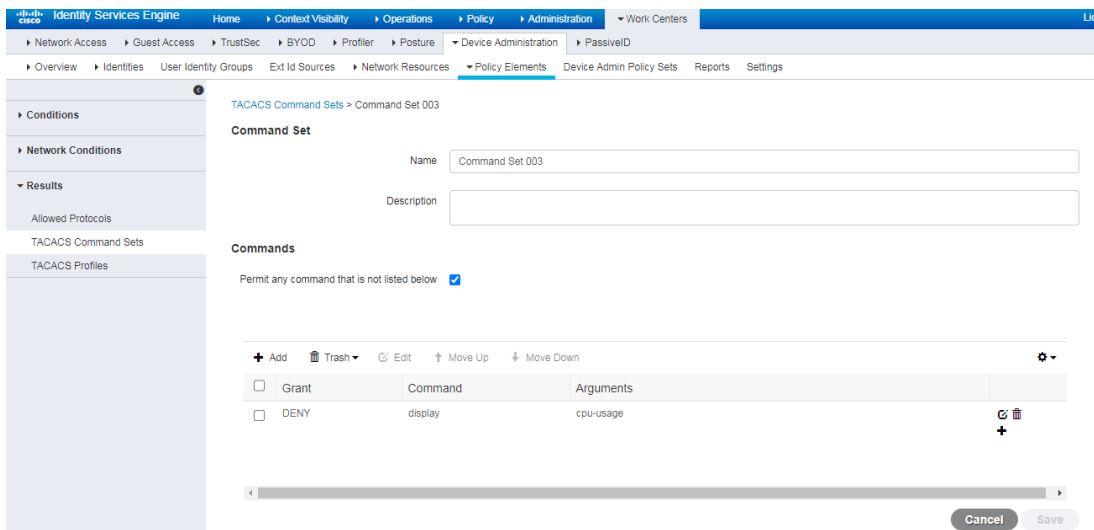 cisco Identity Services Engine Home Context Visibility Operations Policy Administration Work Centers
Network Access Guest Access TrustSec BYOD Profiler Posture Device Administration PassiveID
Overview Identities User Identity Groups Ext Id Sources Network Resources Policy Elements Device Admin Policy Sets Reports Settings
Conditions
Network Conditions
Results
Allowed Protocols
TACACS Command Sets
TACACS Profiles
TACACS Command Sets > Command Set 003
Command Set
Name Command Set 003
Description
Commands
Permit any command that is not listed below
Add Trash Edit Move Up Move Down
Grant Command Arguments
DENY display cpu-usage
Cancel Save